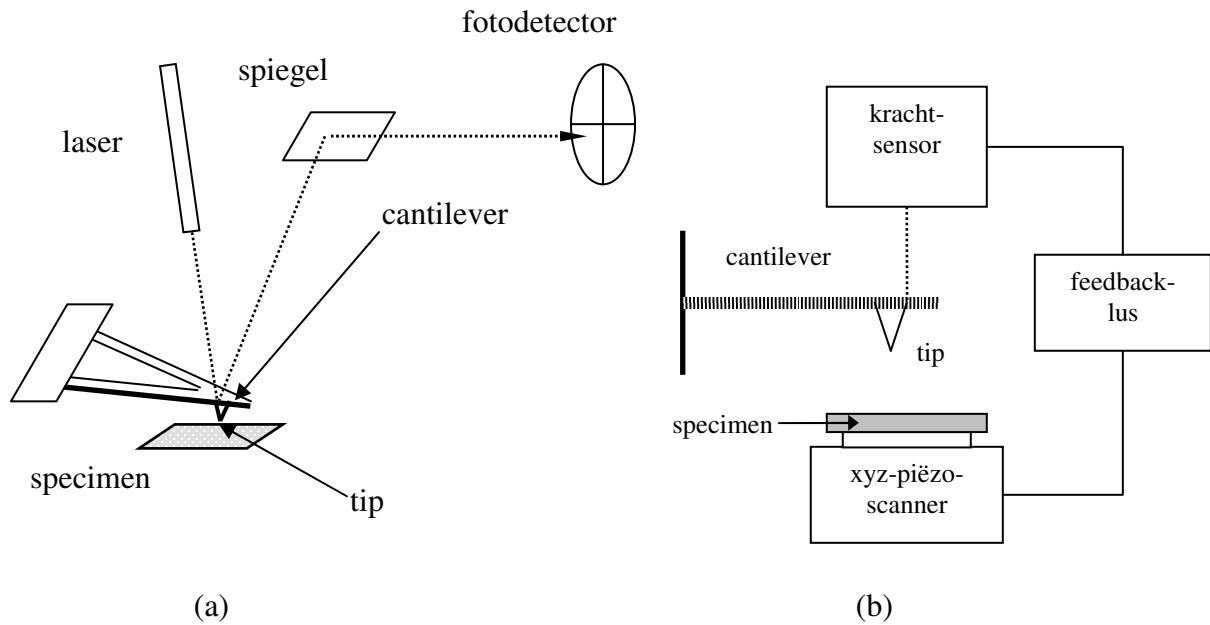 fotodetector
spiegel
laser
cantilever
specimen
tip
(a)
kracht-
sensor
cantilever
feedback-
lus
tip
specimen
xyz-piëzo-
scanner
(b)